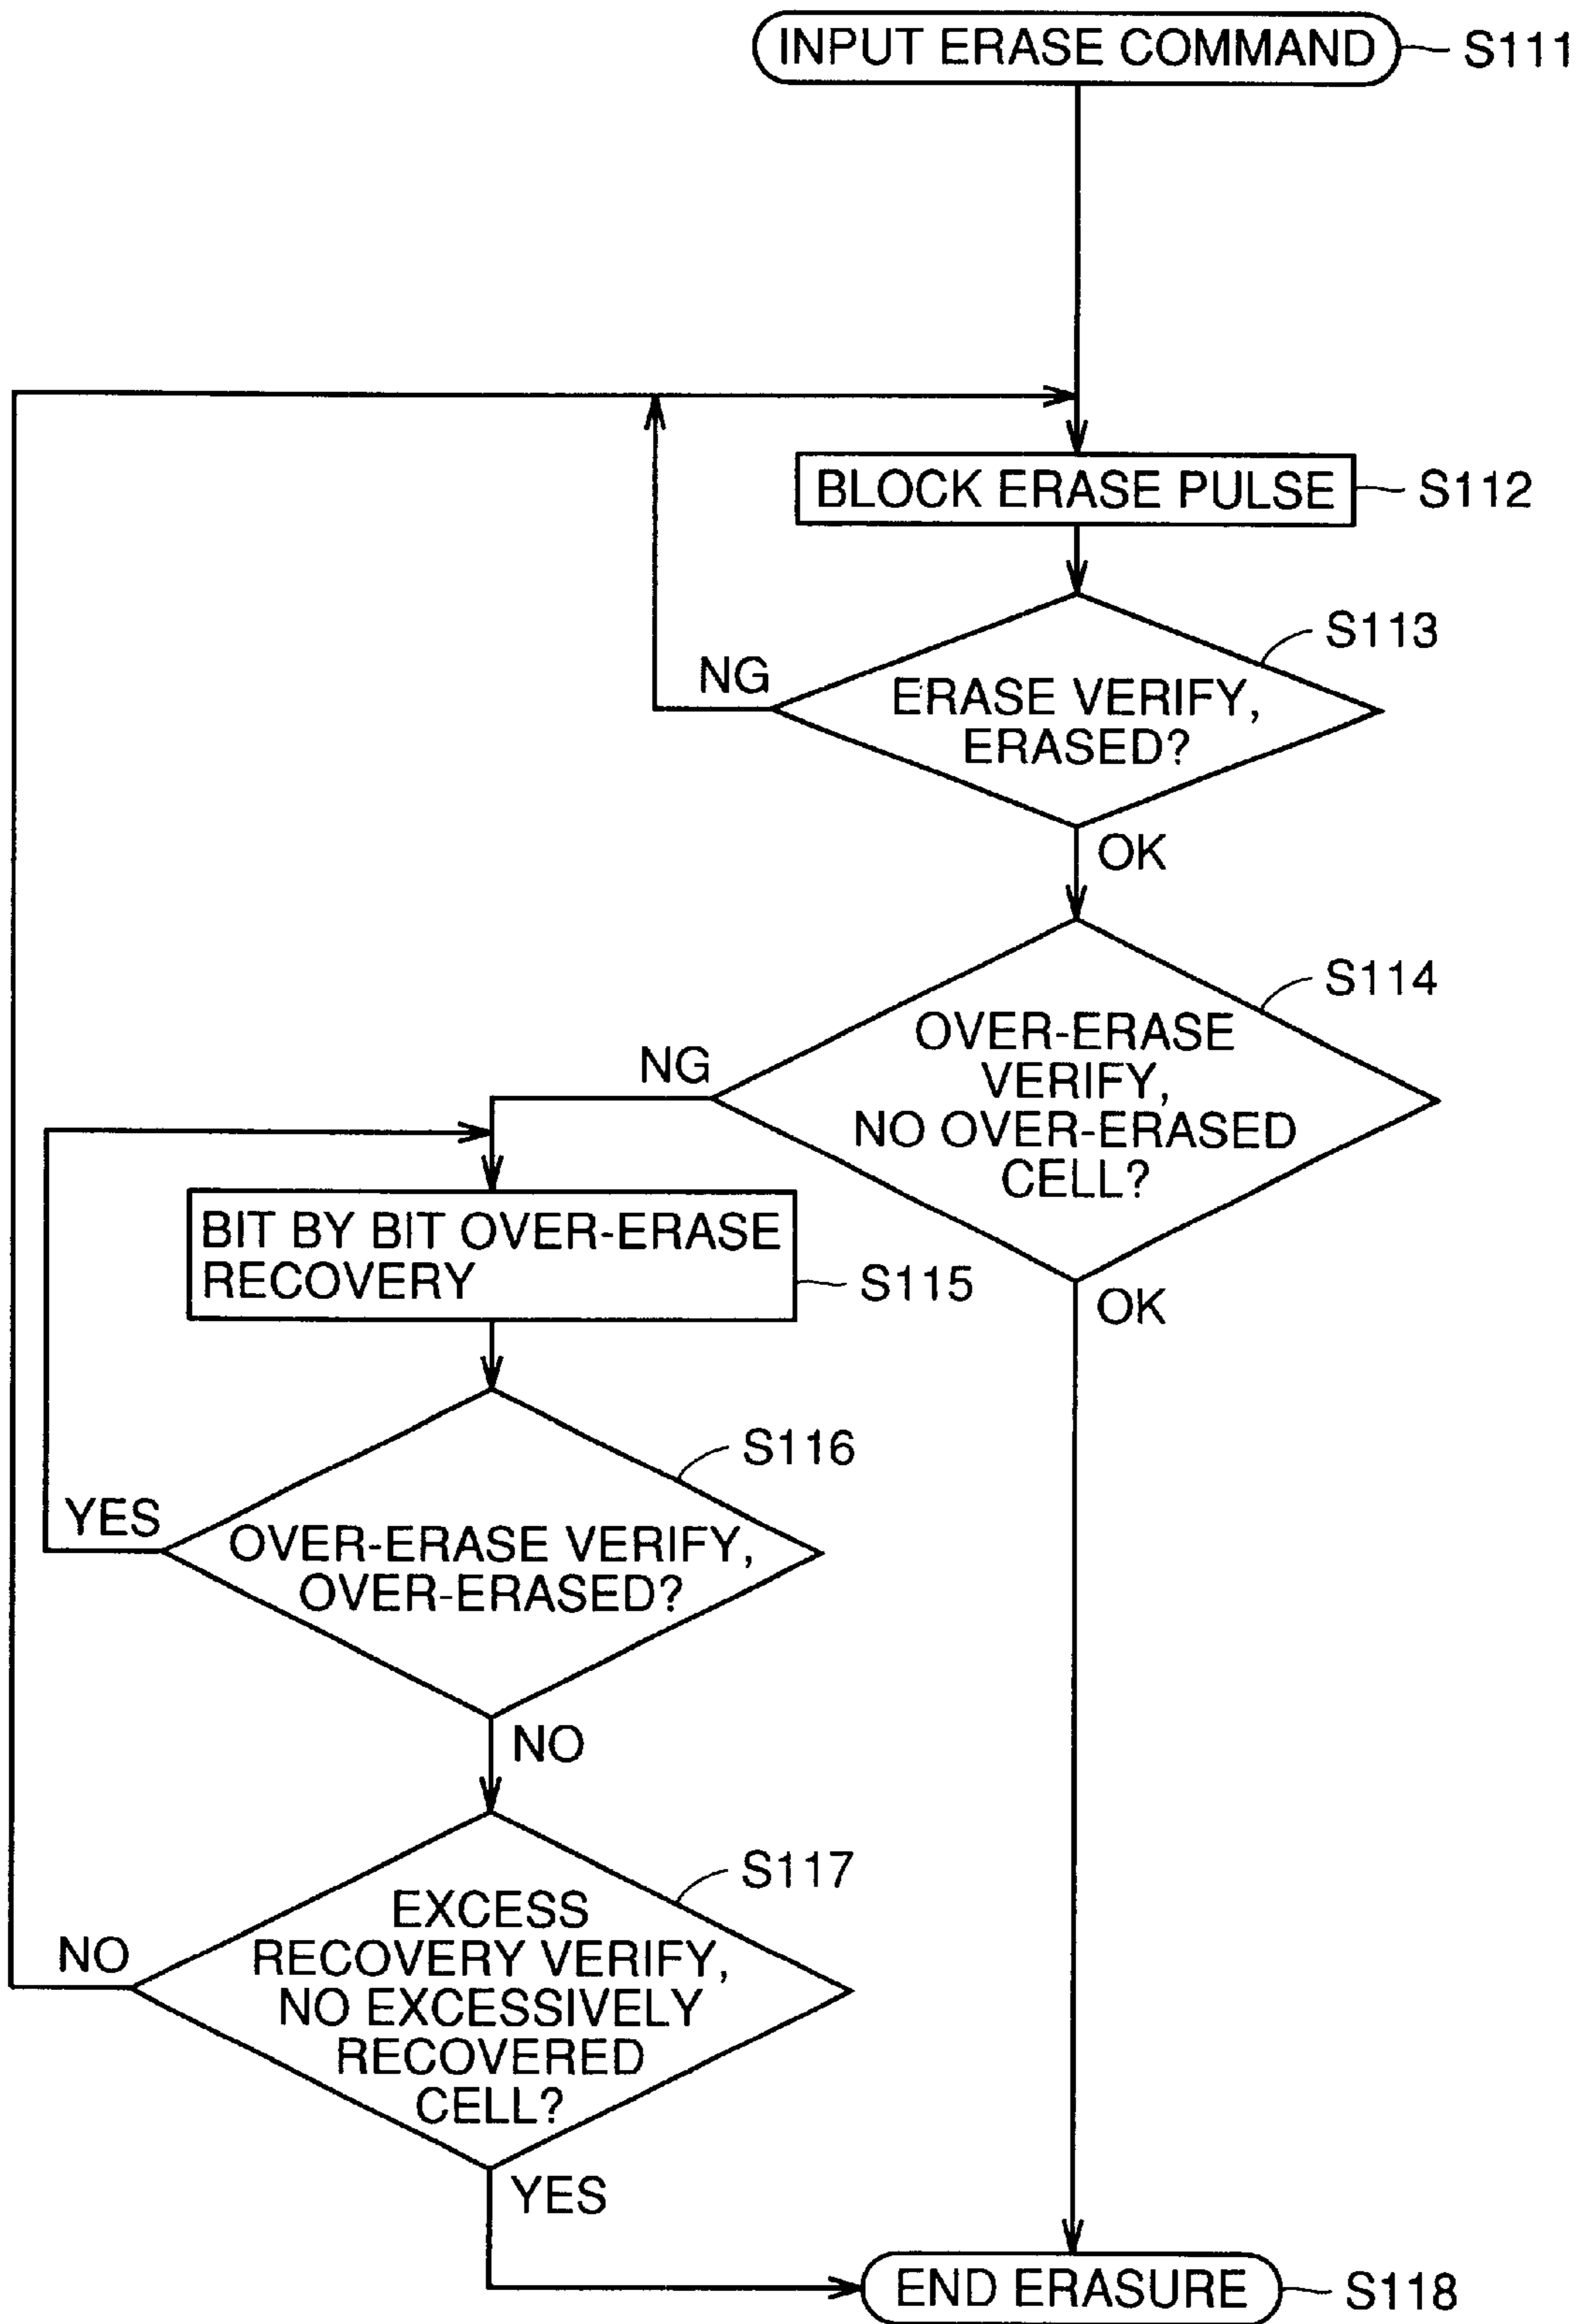 INPUT ERASE COMMAND
S111
BLOCK ERASE PULSE
S112
S113
NG
ERASE VERIFY,
ERASED?
OK
S114
NG
OVER-ERASE
VERIFY,
NO OVER-ERASED
CELL?
OK
BIT BY BIT OVER-ERASE
RECOVERY
S115
S116
YES
OVER-ERASE VERIFY,
OVER-ERASED?
NO
S117
NO
EXCESS
RECOVERY VERIFY,
NO EXCESSIVELY
RECOVERED
CELL?
YES
END ERASURE
S118